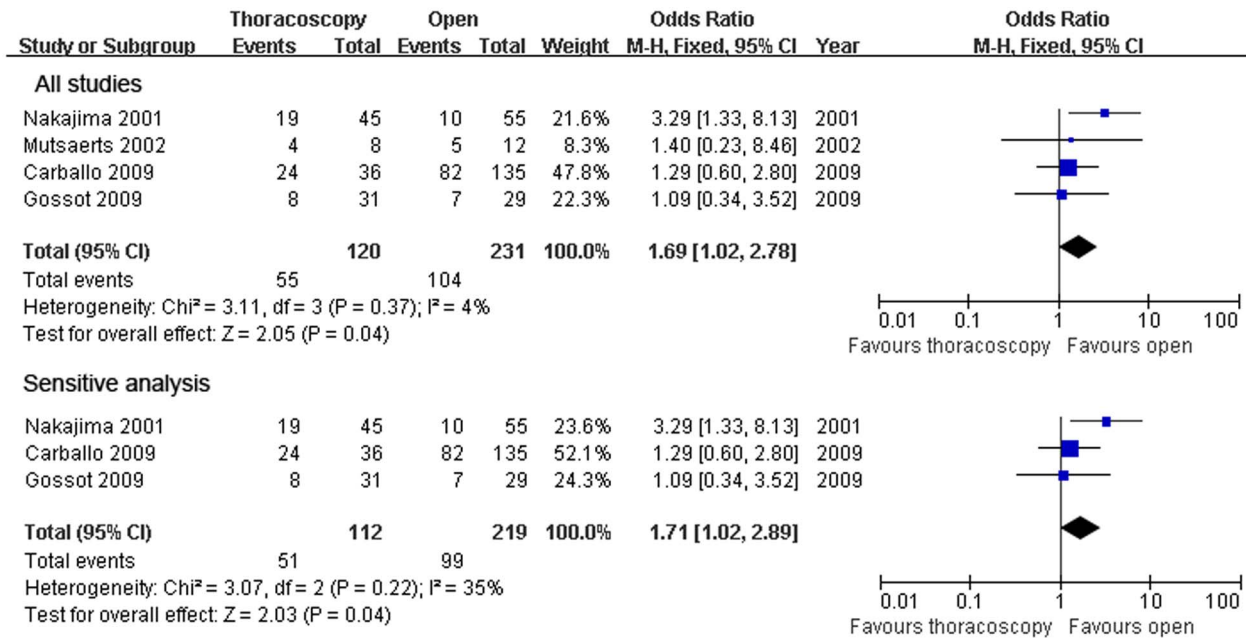 Thoracoscopy Open Odds Ratio Odds Ratio
Study or Subgroup Events Total Events Total Weight M-H, Fixed, 95% CI Year M-H, Fixed, 95% CI
All studies
Nakajima 2001 19 45 10 55 21.6% 3.29 [1.33, 8.13] 2001
Mutsaerts 2002 4 8 5 12 8.3% 1.40 [0.23, 8.46] 2002
Carballo 2009 24 36 82 135 47.8% 1.29 [0.60, 2.80] 2009
Gossot 2009 8 31 7 29 22.3% 1.09 [0.34, 3.52] 2009
Total (95% CI) 120 231 100.0% 1.69 [1.02, 2.78]
Total events 55 104
Heterogeneity: Chi² = 3.11, df = 3 (P = 0.37); I² = 4%
Test for overall effect: Z = 2.05 (P = 0.04)
0.01 0.1 1 10 100
Favours thoracoscopy Favours open
Sensitive analysis
Nakajima 2001 19 45 10 55 23.6% 3.29 [1.33, 8.13] 2001
Carballo 2009 24 36 82 135 52.1% 1.29 [0.60, 2.80] 2009
Gossot 2009 8 31 7 29 24.3% 1.09 [0.34, 3.52] 2009
Total (95% CI) 112 219 100.0% 1.71 [1.02, 2.89]
Total events 51 99
Heterogeneity: Chi² = 3.07, df = 2 (P = 0.22); I² = 35%
Test for overall effect: Z = 2.03 (P = 0.04)
0.01 0.1 1 10 100
Favours thoracoscopy Favours open